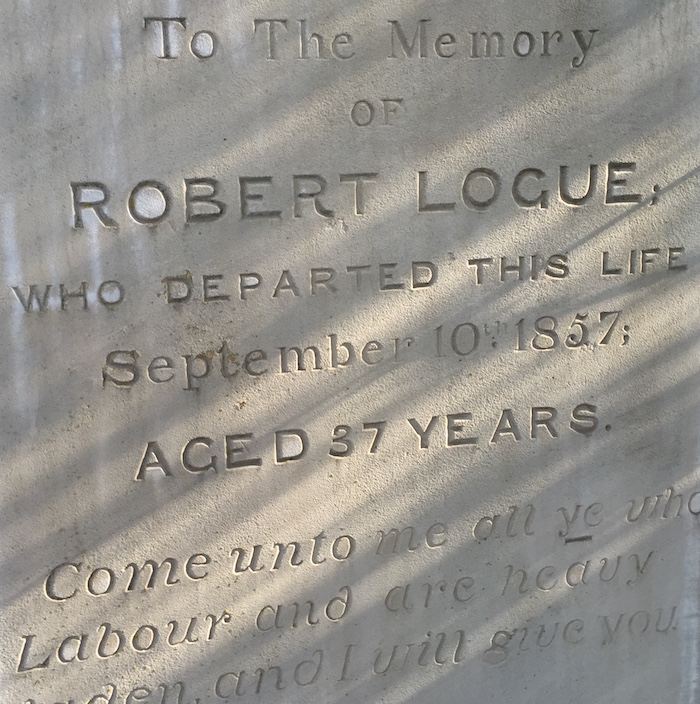 To The Memory
OF
ROBERT LOGUE,
WHO DEPARTED THIS LIFE
September 10th 1857;
AGED 37 YEARS.
Come unto me all ye who
Labour and are heavy
laden, and I will give you